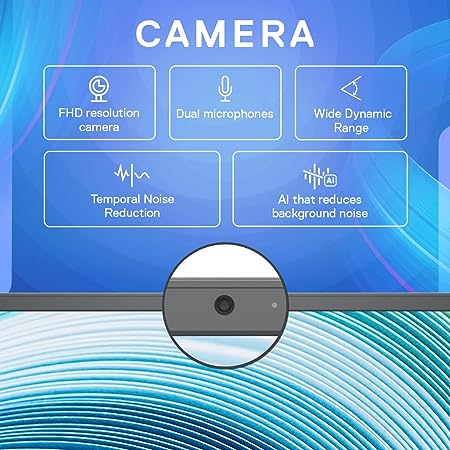 CAMERA
FHD resolution
camera
Dual microphones
Wide Dynamic
Range
Temporal Noise
Reduction
AI
AI that reduces
background noise